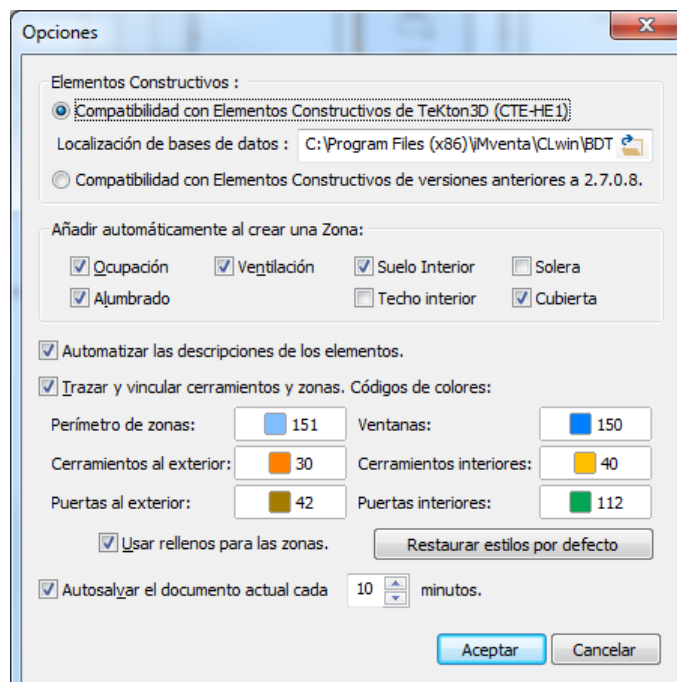 Opciones
Elementos Constructivos :
Compatibilidad con Elementos Constructivos de TeKton3D (CTE-HE1)
Localización de bases de datos : C:\Program Files (x86)\iMventa\CLwin\BDT
Compatibilidad con Elementos Constructivos de versiones anteriores a 2.7.0.8.
Añadir automáticamente al crear una Zona:
Ocupación Ventilación Suelo Interior Solera
Alumbrado Techo interior Cubierta
Automatizar las descripciones de los elementos.
Trazar y vincular cerramientos y zonas. Códigos de colores:
Perímetro de zonas: 151 Ventanas: 150
Cerramientos al exterior: 30 Cerramientos interiores: 40
Puertas al exterior: 42 Puertas interiores: 112
Usar rellenos para las zonas. Restaurar estilos por defecto
Autosalvar el documento actual cada 10 minutos.
Aceptar Cancelar